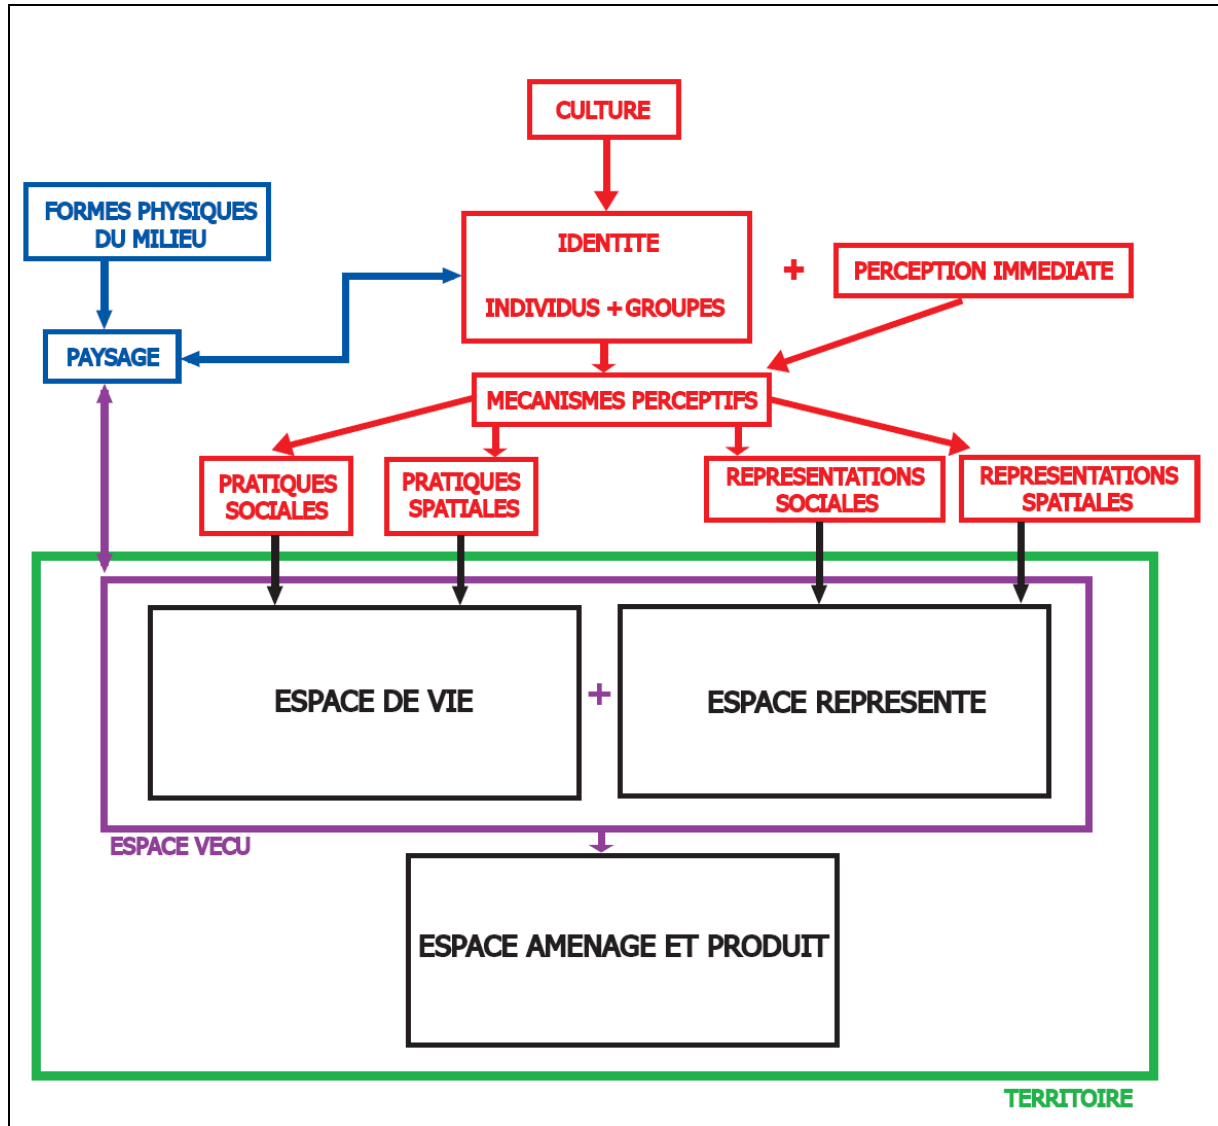 CULTURE
FORMES PHYSIQUES
DU MILIEU
IDENTITE
+
PERCEPTION IMMEDIATE
INDIVIDUS + GROUPES
PAYSAGE
MECANISMES PERCEPTIFS
PRATIQUES
SOCIALES
PRATIQUES
SPATIALES
REPRESENTATIONS
SOCIALES
REPRESENTATIONS
SPATIALES
ESPACE DE VIE
+
ESPACE REPRESENTE
ESPACE VECU
ESPACE AMENAGE ET PRODUIT
TERRITOIRE